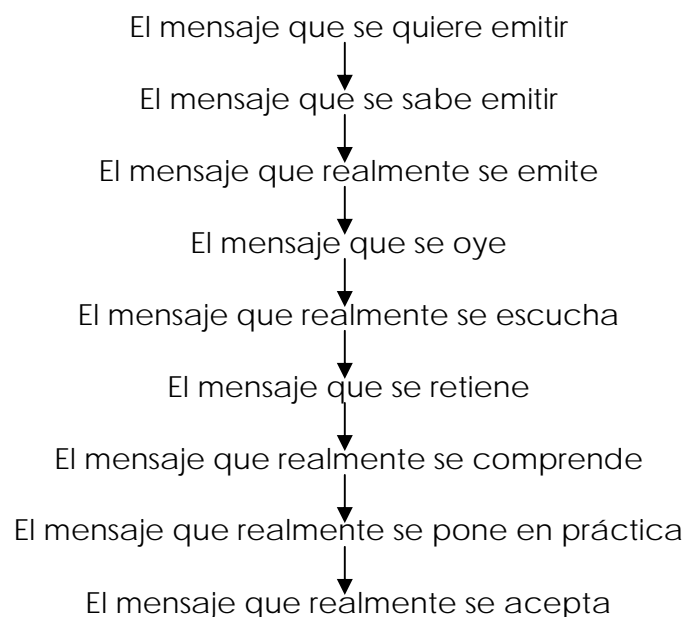 El mensaje que se quiere emitir
El mensaje que se sabe emitir
El mensaje que realmente se emite
El mensaje que se oye
El mensaje que realmente se escucha
El mensaje que se retiene
El mensaje que realmente se comprende
El mensaje que realmente se pone en práctica
El mensaje que realmente se acepta